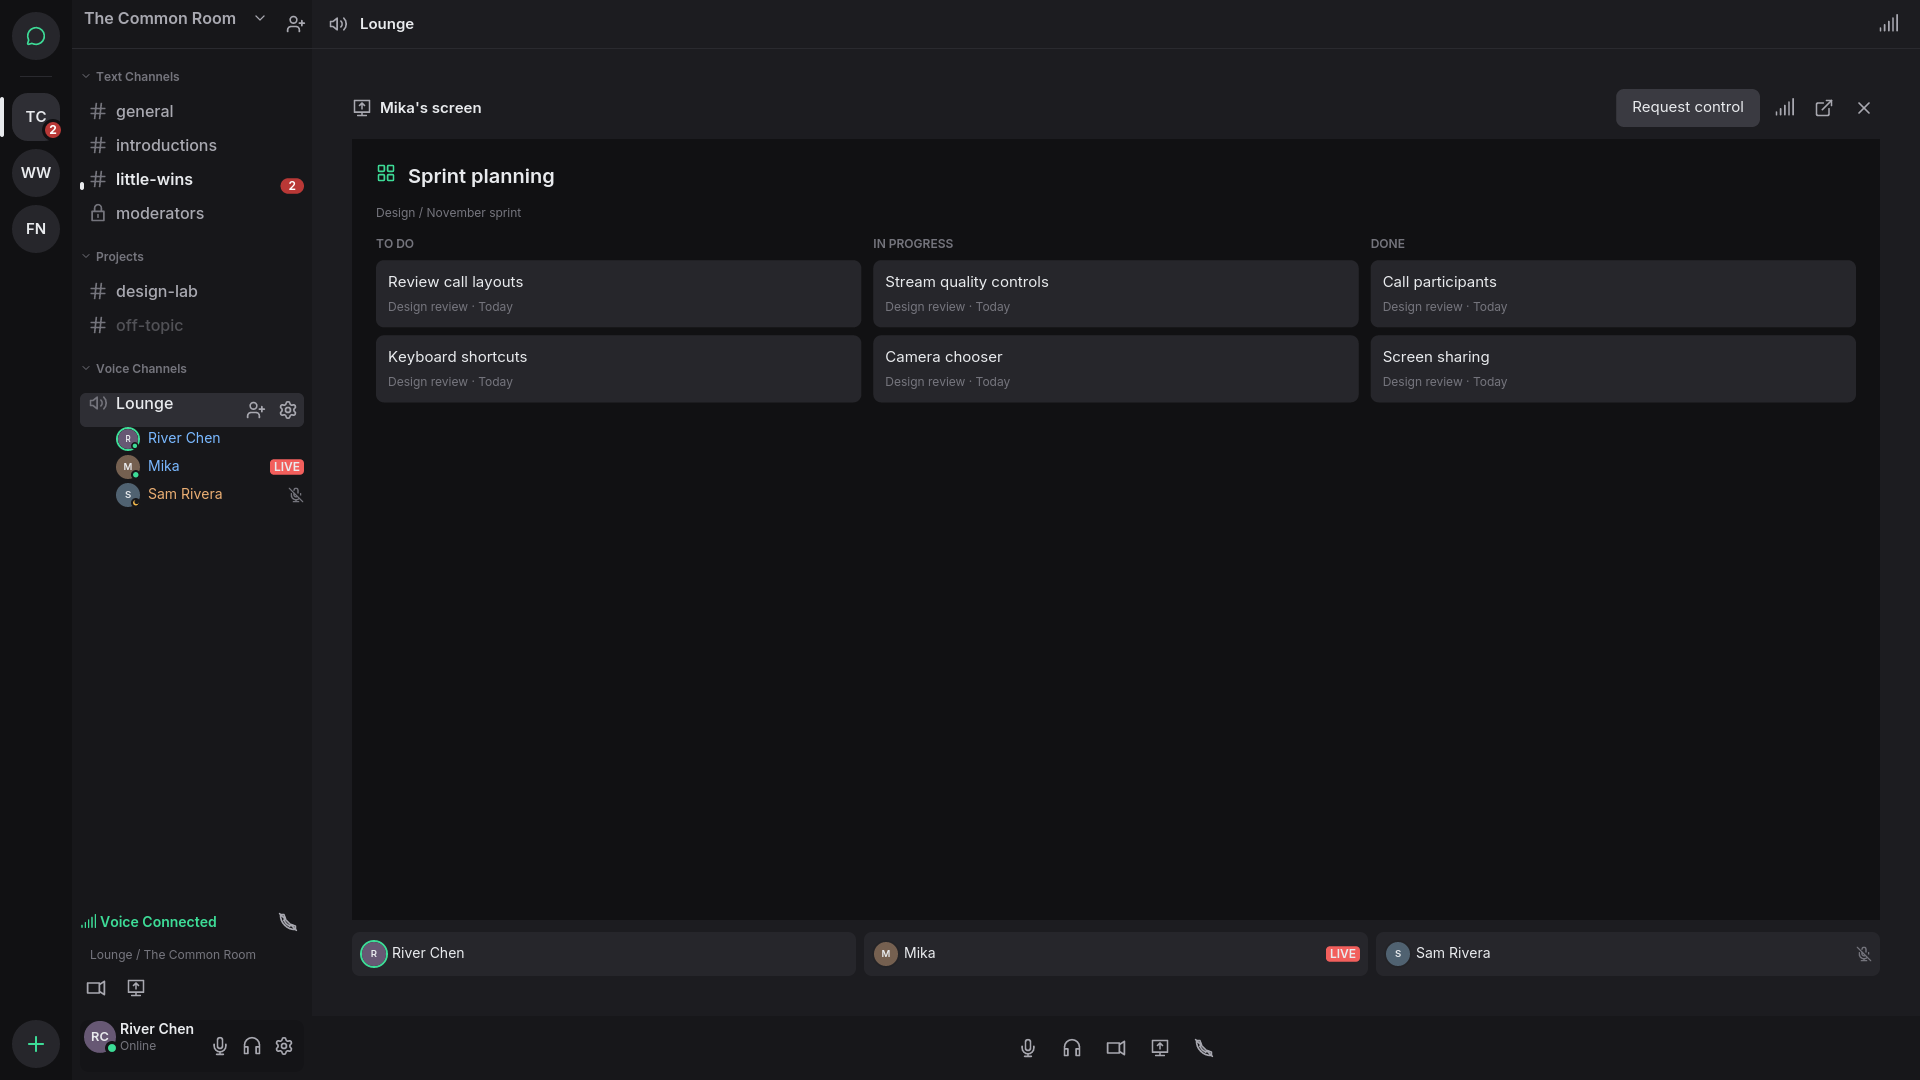 The Common Room
TC
2
WW
FN
Text Channels
general
introductions
little-wins
2
moderators
Projects
design-lab
off-topic
Voice Channels
Lounge
R
River Chen
M
Mika
LIVE
S
Sam Rivera
Voice Connected
Lounge / The Common Room
RC
River Chen
Online
Lounge
Mika's screen
Request control
Sprint planning
Design / November sprint
TO DO
Review call layouts
Design review · Today
Keyboard shortcuts
Design review · Today
IN PROGRESS
Stream quality controls
Design review · Today
Camera chooser
Design review · Today
DONE
Call participants
Design review · Today
Screen sharing
Design review · Today
R
River Chen
M
Mika
LIVE
S
Sam Rivera